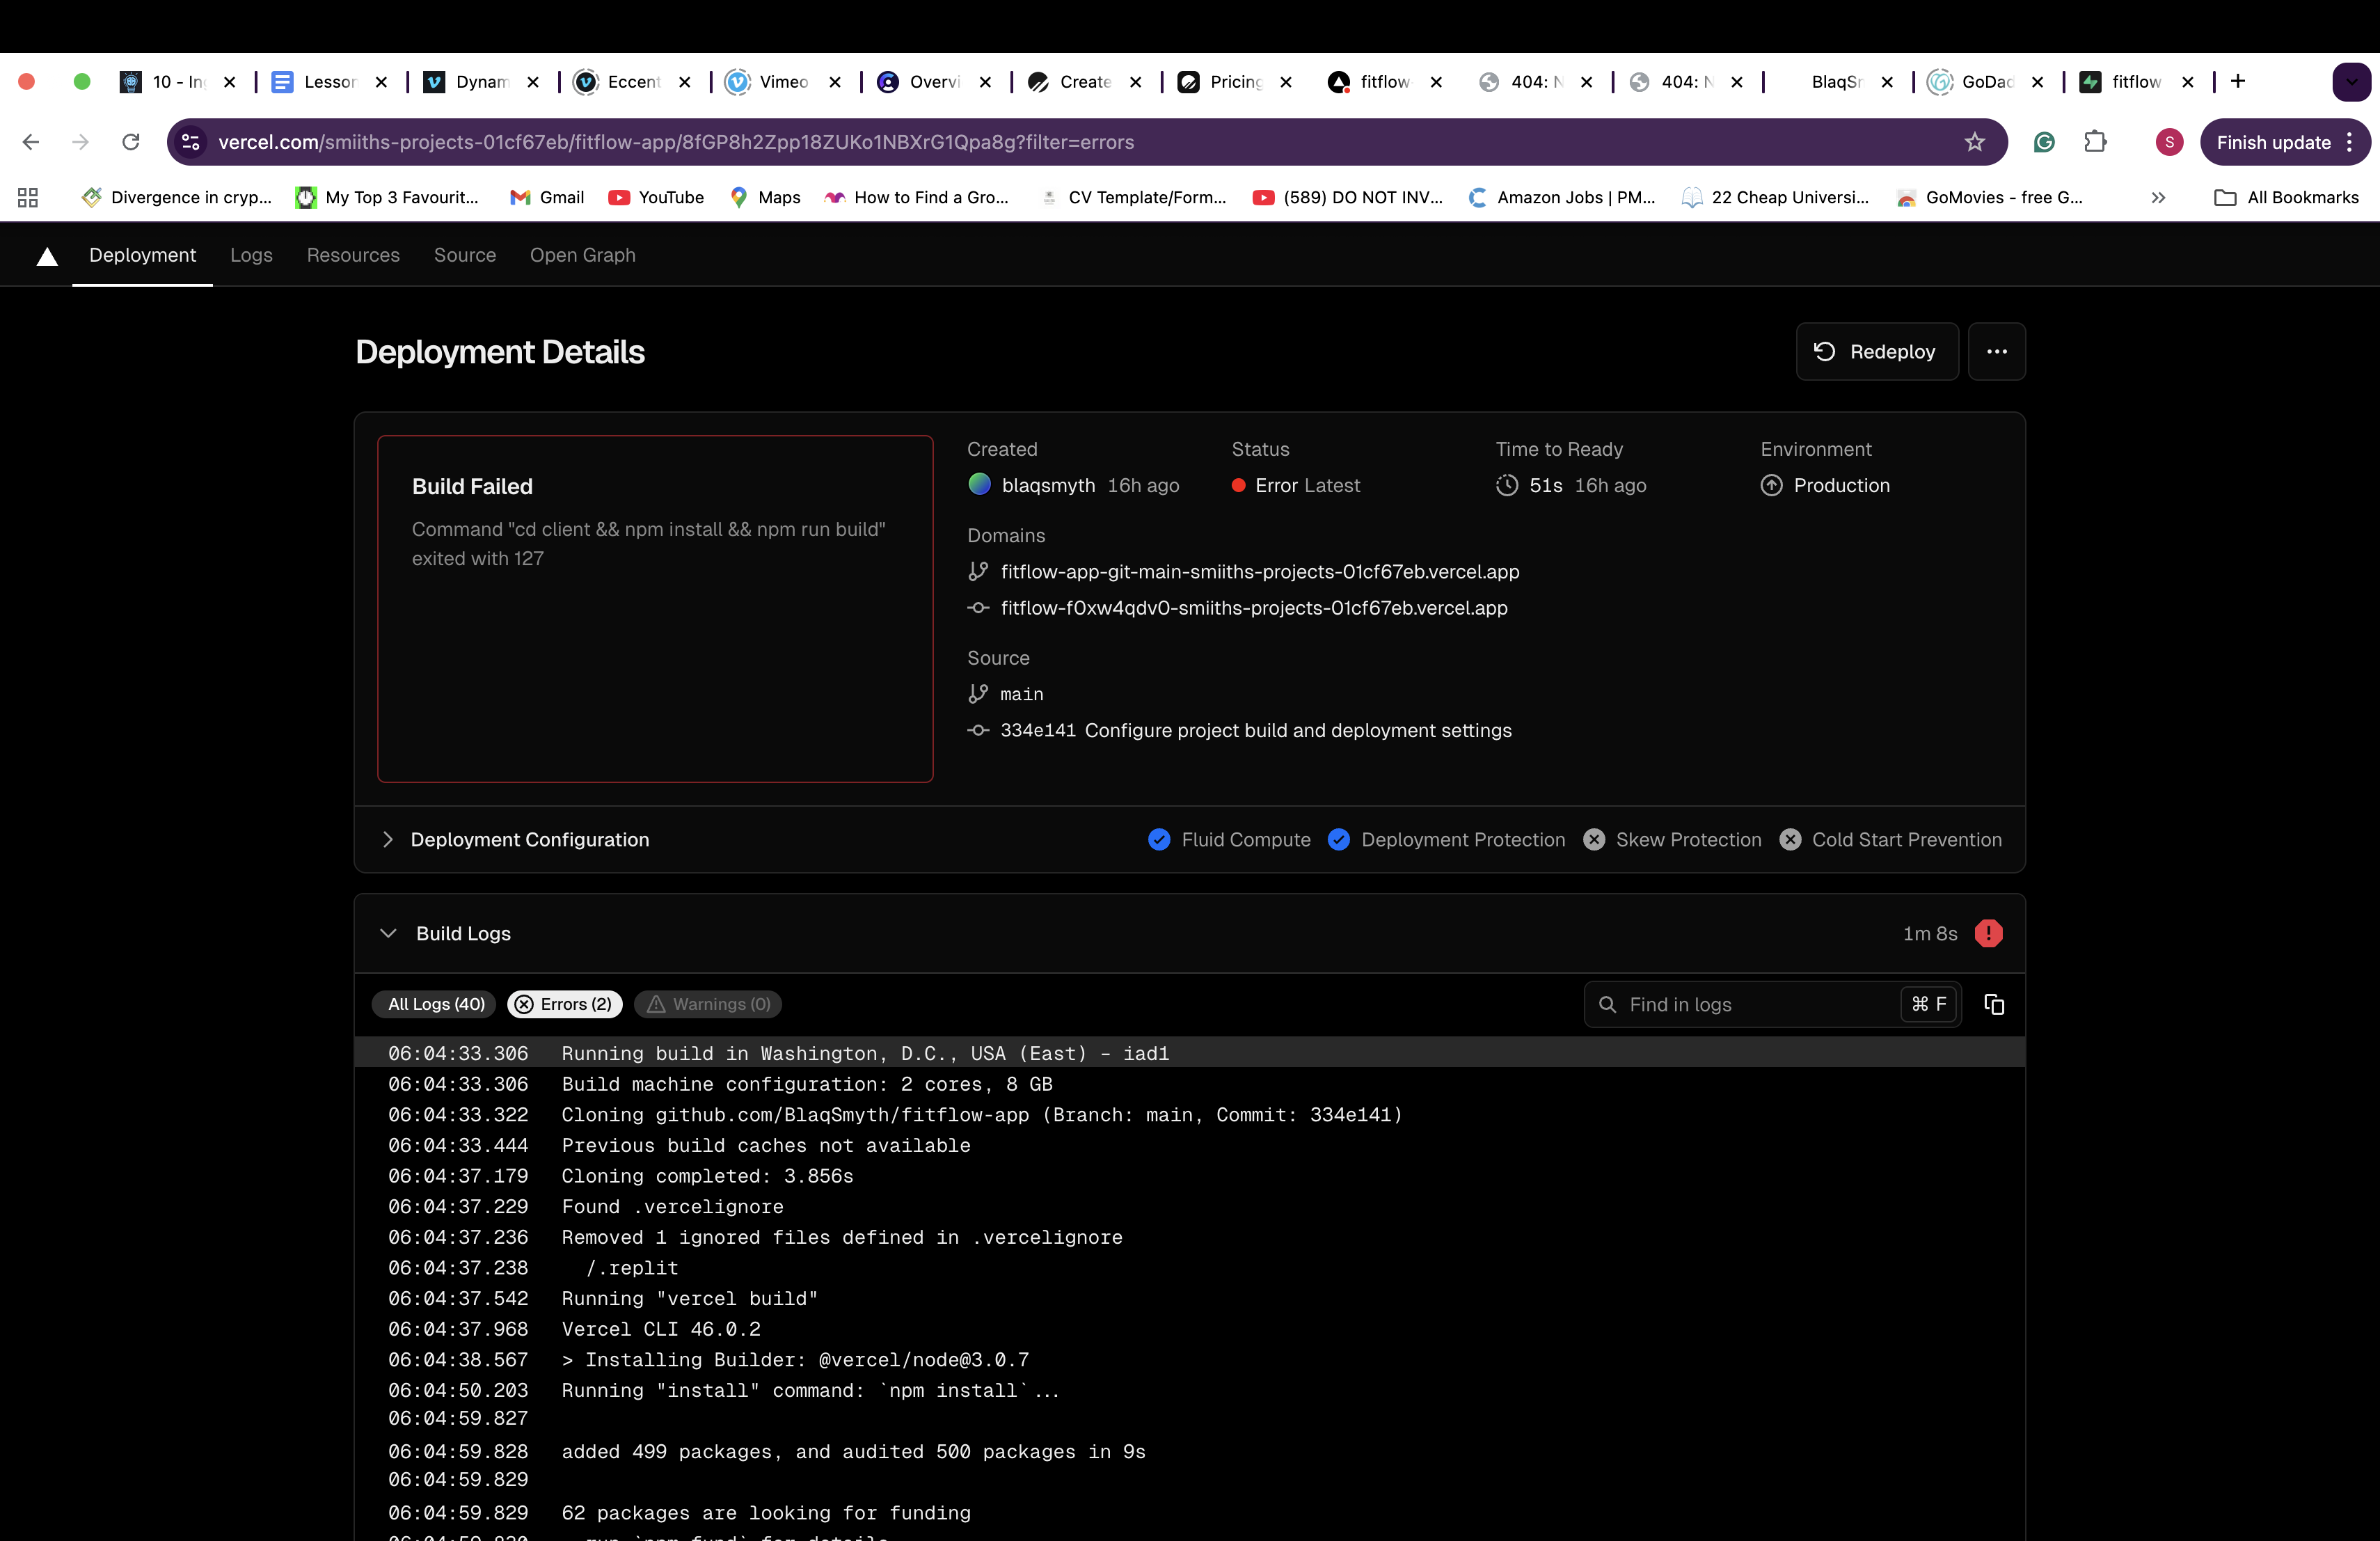 10 - In
Lesson
Dynam
Eccent
Vimeo
Overvi
Create
Pricing
fitflow
404: N
404: N
BlaqSm
GoDad
fitflow
vercel.com/smiiths-projects-01cf67eb/fitflow-app/8fGP8h2Zpp18ZUKo1NBXrG1Qpa8g?filter=errors
S
Finish update
Divergence in cryp...
My Top 3 Favourit...
Gmail
YouTube
Maps
How to Find a Gro...
CV Template/Form...
(589) DO NOT INV...
Amazon Jobs | PM...
22 Cheap Universi...
GoMovies - free G...
All Bookmarks
Deployment
Logs
Resources
Source
Open Graph
Deployment Details
Redeploy
Build Failed
Command "cd client && npm install && npm run build"
exited with 127
Created
blaqsmyth 16h ago
Status
Error Latest
Time to Ready
51s 16h ago
Environment
Production
Domains
fitflow-app-git-main-smiiths-projects-01cf67eb.vercel.app
fitflow-f0xw4qdv0-smiiths-projects-01cf67eb.vercel.app
Source
main
334e141 Configure project build and deployment settings
Deployment Configuration
Fluid Compute
Deployment Protection
Skew Protection
Cold Start Prevention
Build Logs
1m 8s
All Logs (40)
Errors (2)
Warnings (0)
Find in logs
⌘ F
06:04:33.306 Running build in Washington, D.C., USA (East) – iad1
06:04:33.306 Build machine configuration: 2 cores, 8 GB
06:04:33.322 Cloning github.com/BlaqSmyth/fitflow-app (Branch: main, Commit: 334e141)
06:04:33.444 Previous build caches not available
06:04:37.179 Cloning completed: 3.856s
06:04:37.229 Found .vercelignore
06:04:37.236 Removed 1 ignored files defined in .vercelignore
06:04:37.238 /.replit
06:04:37.542 Running "vercel build"
06:04:37.968 Vercel CLI 46.0.2
06:04:38.567 > Installing Builder: @vercel/node@3.0.7
06:04:50.203 Running "install" command: `npm install`...
06:04:59.827
06:04:59.828 added 499 packages, and audited 500 packages in 9s
06:04:59.829
06:04:59.829 62 packages are looking for funding
06:04:59.830 run `npm fund` for details